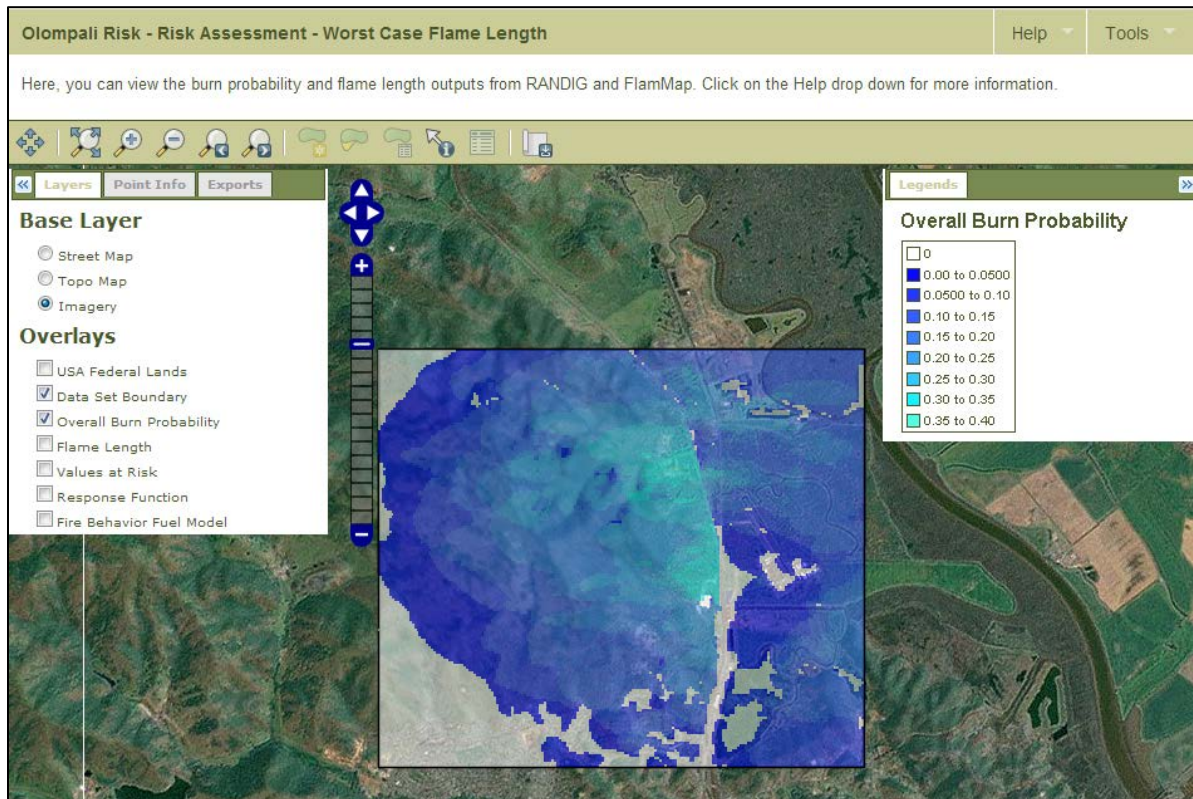 Olompali Risk - Risk Assessment - Worst Case Flame Length
Help
Tools
Here, you can view the burn probability and flame length outputs from RANDIG and FlamMap. Click on the Help drop down for more information.
Layers
Point Info
Exports
Base Layer
Street Map
Topo Map
Imagery
Overlays
USA Federal Lands
Data Set Boundary
Overall Burn Probability
Flame Length
Values at Risk
Response Function
Fire Behavior Fuel Model
Legends
Overall Burn Probability
0
0.00 to 0.0500
0.0500 to 0.10
0.10 to 0.15
0.15 to 0.20
0.20 to 0.25
0.25 to 0.30
0.30 to 0.35
0.35 to 0.40